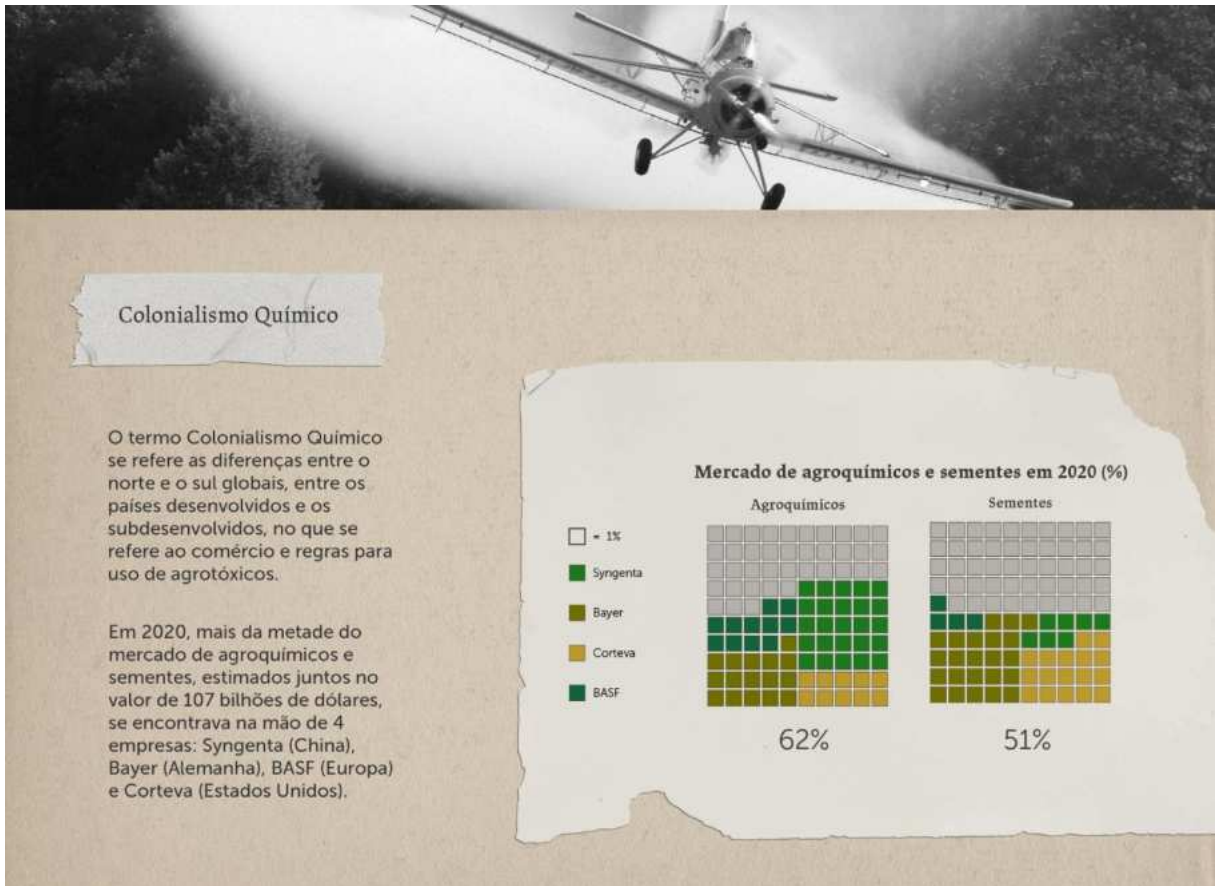 Colonialismo Químico
O termo Colonialismo Químico
se refere as diferenças entre o
norte e o sul globais, entre os
países desenvolvidos e os
subdesenvolvidos, no que se
refere ao comércio e regras para
uso de agrotóxicos.
Em 2020, mais da metade do
mercado de agroquímicos e
sementes, estimados juntos no
valor de 107 bilhões de dólares,
se encontrava na mão de 4
empresas: Syngenta (China),
Bayer (Alemanha), BASF (Europa)
e Corteva (Estados Unidos).
Mercado de agroquímicos e sementes em 2020 (%)
Agroquímicos
Sementes
= 1%
Syngenta
Bayer
Corteva
BASF
62%
51%